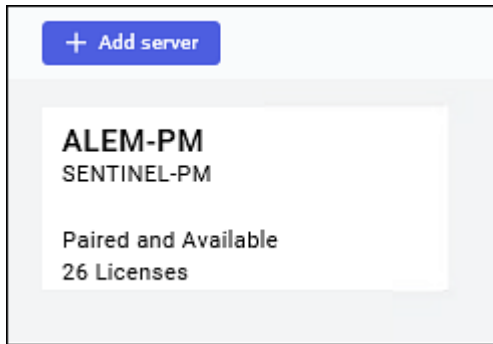 + Add server
ALEM-PM
SENTINEL-PM
Paired and Available
26 Licenses